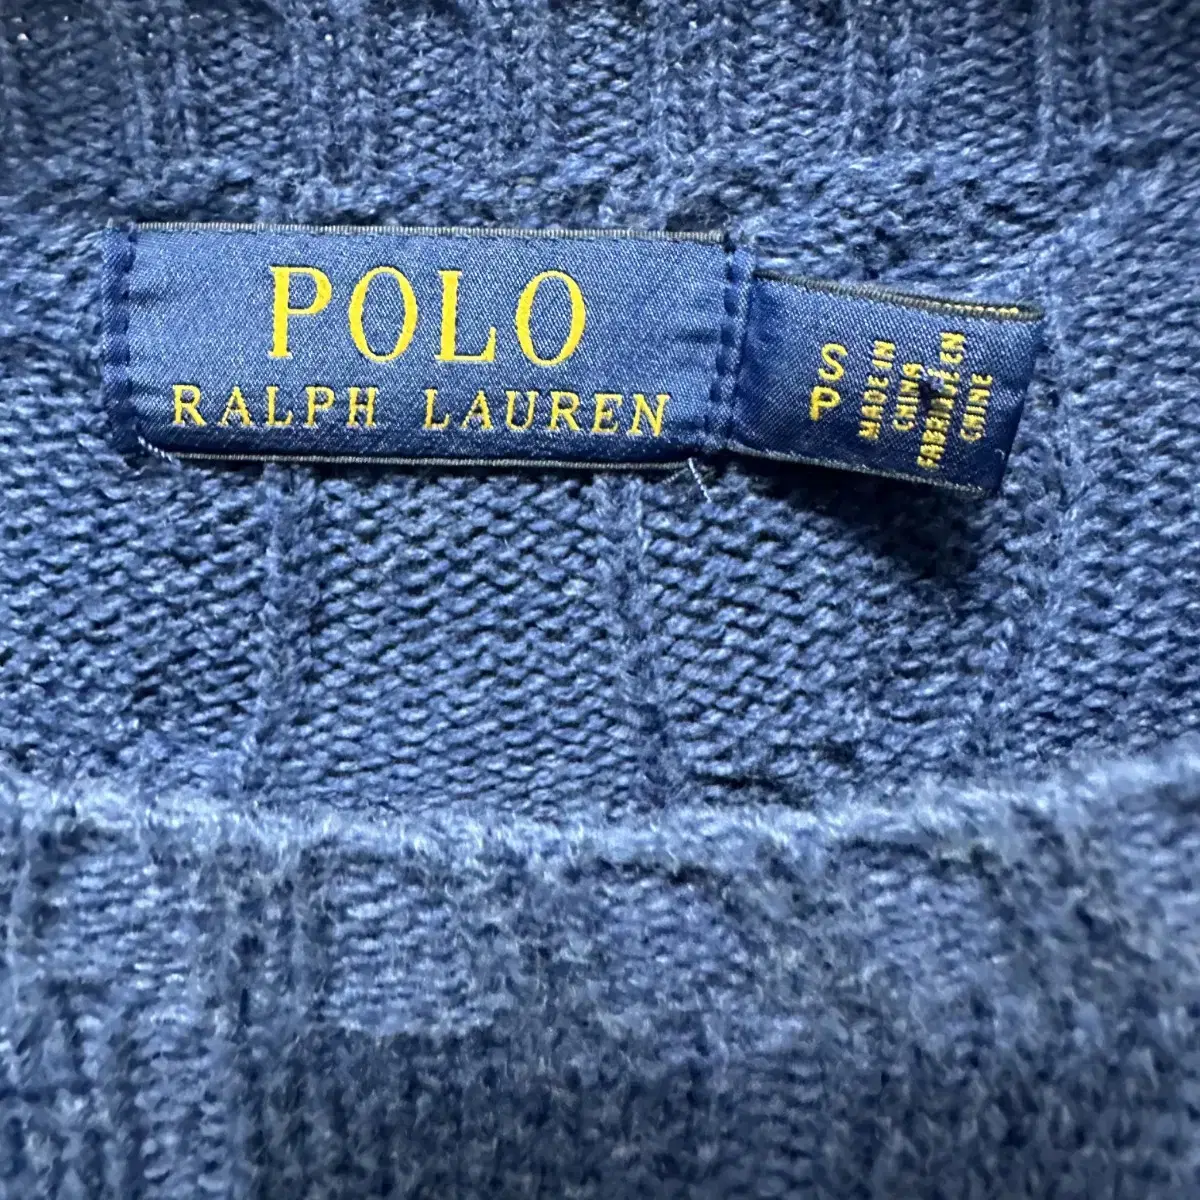 POLO
RALPH LAUREN
S
P
MADE IN
CHINA
FABRIQUÉ EN
CHINE